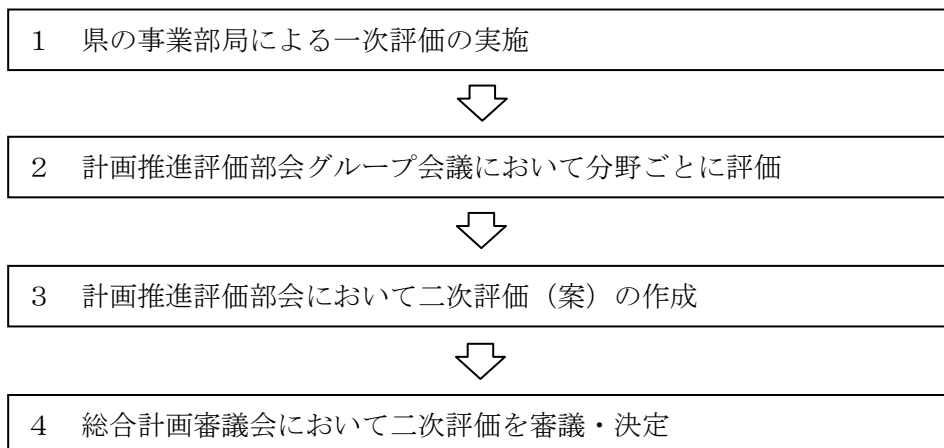 １　県の事業部局による一次評価の実施
２　計画推進評価部会グループ会議において分野ごとに評価
３　計画推進評価部会において二次評価（案）の作成
４　総合計画審議会において二次評価を審議・決定